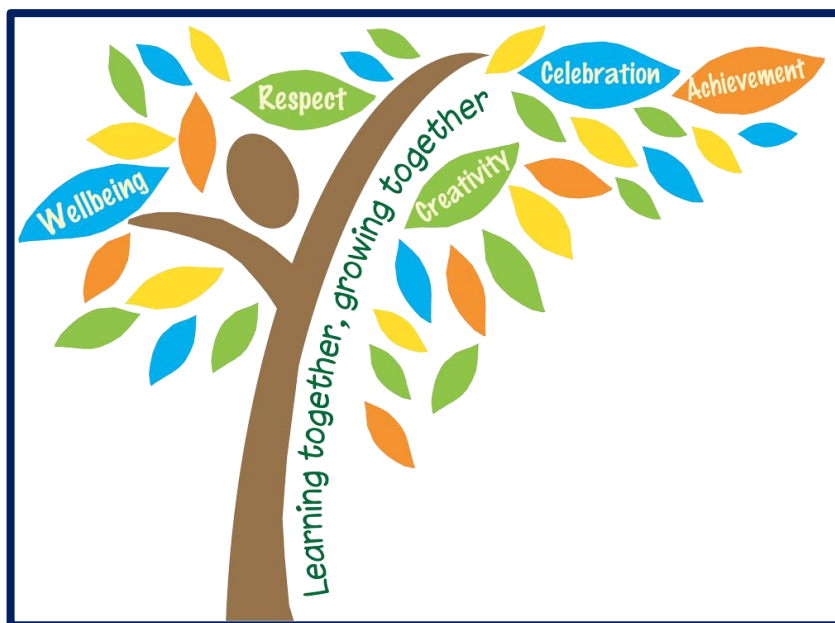 Celebration
Achievement
Respect
Creativity
Wellbeing
Learning together, growing together